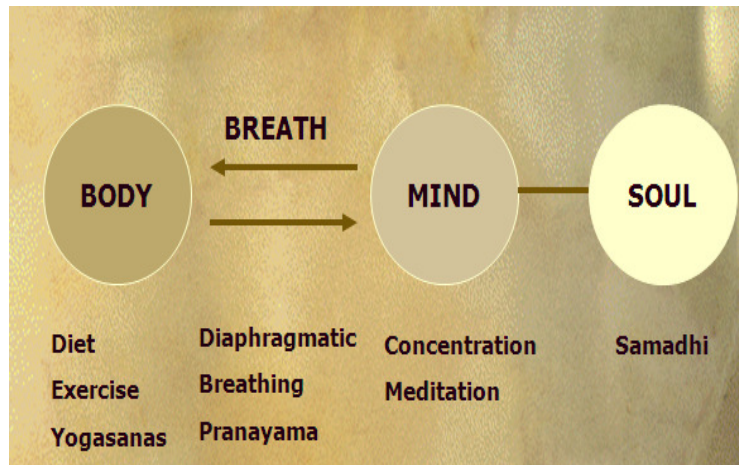 BREATH
BODY
MIND
SOUL
Diet
Exercise
Yogasanas
Diaphragmatic
Breathing
Pranayama
Concentration
Meditation
Samadhi